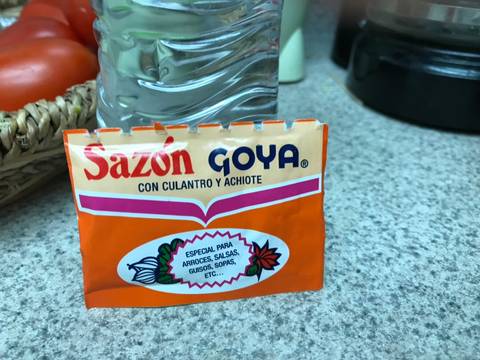 Sazón GOYA®
CON CULANTRO Y ACHIOTE
ESPECIAL PARA
ARROCES, SALSAS,
GUISOS, SOPAS,
ETC...